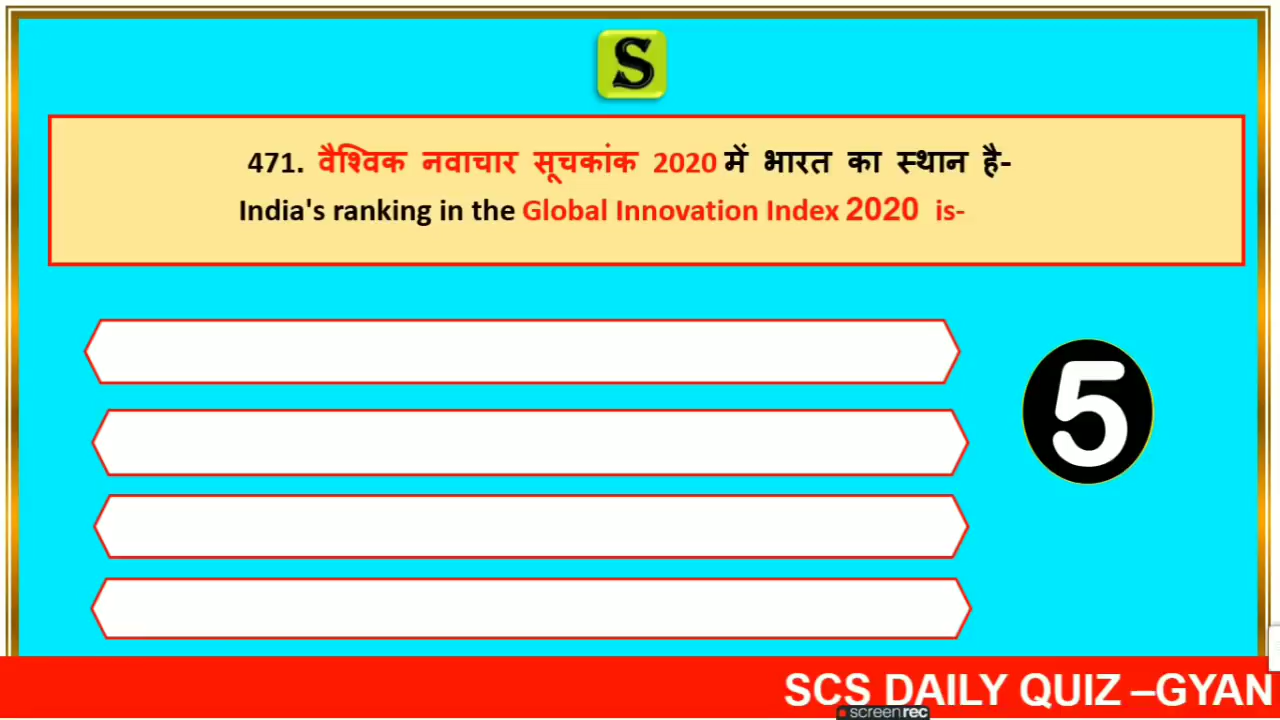 S
471. वैश्विक नवाचार सूचकांक 2020 में भारत का स्थान है-
India's ranking in the Global Innovation Index 2020 is-
5
SCS DAILY QUIZ –GYAN
screenrec